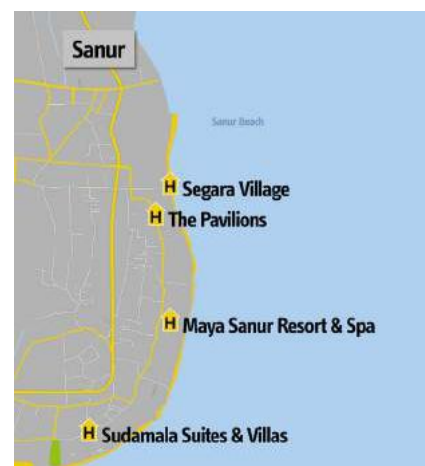 Sanur
Sanur Beach
H Segara Village
H The Pavilions
H Maya Sanur Resort & Spa
H Sudamala Suites & Villas